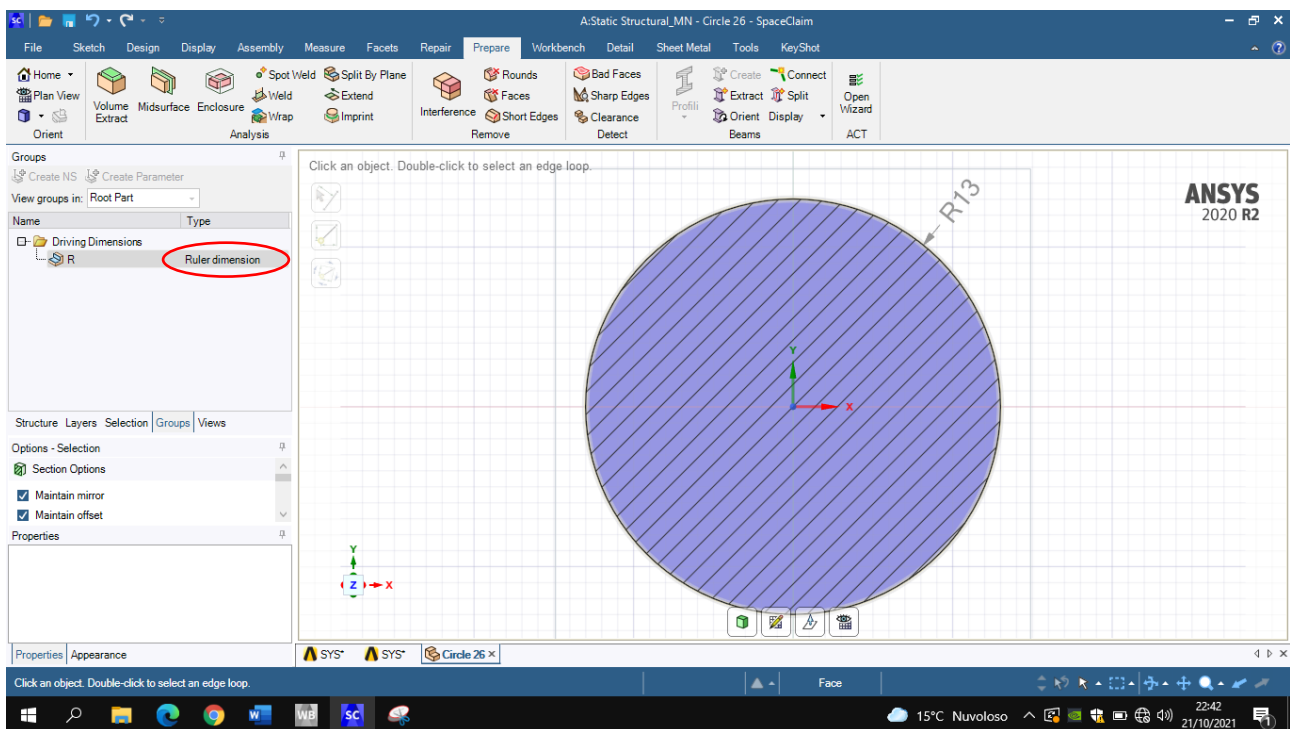 SC
A:Static Structural_MN - Circle 26 - SpaceClaim
File Sketch Design Display Assembly Measure Facets Repair Prepare Workbench Detail Sheet Metal Tools KeyShot
Home
Plan View
Orient
Volume Extract
Midsurface
Enclosure
Spot Weld
Weld
Wrap
Split By Plane
Extend
Imprint
Analysis
Interference
Rounds
Faces
Short Edges
Remove
Bad Faces
Sharp Edges
Clearance
Detect
Profili
Create
Extract
Orient
Connect
Split
Display
Beams
Open Wizard
ACT
Groups
Create NS Create Parameter
View groups in: Root Part
Name Type
Driving Dimensions
R Ruler dimension
Structure Layers Selection Groups Views
Options - Selection
Section Options
Maintain mirror
Maintain offset
Properties
Properties Appearance
Click an object. Double-click to select an edge loop.
R13
ANSYS
2020 R2
Y
X
Y
Z X
SYS* SYS* Circle 26 ×
Click an object. Double-click to select an edge loop. Face
W WB SC 15°C Nuvoloso 22:42
21/10/2021
1